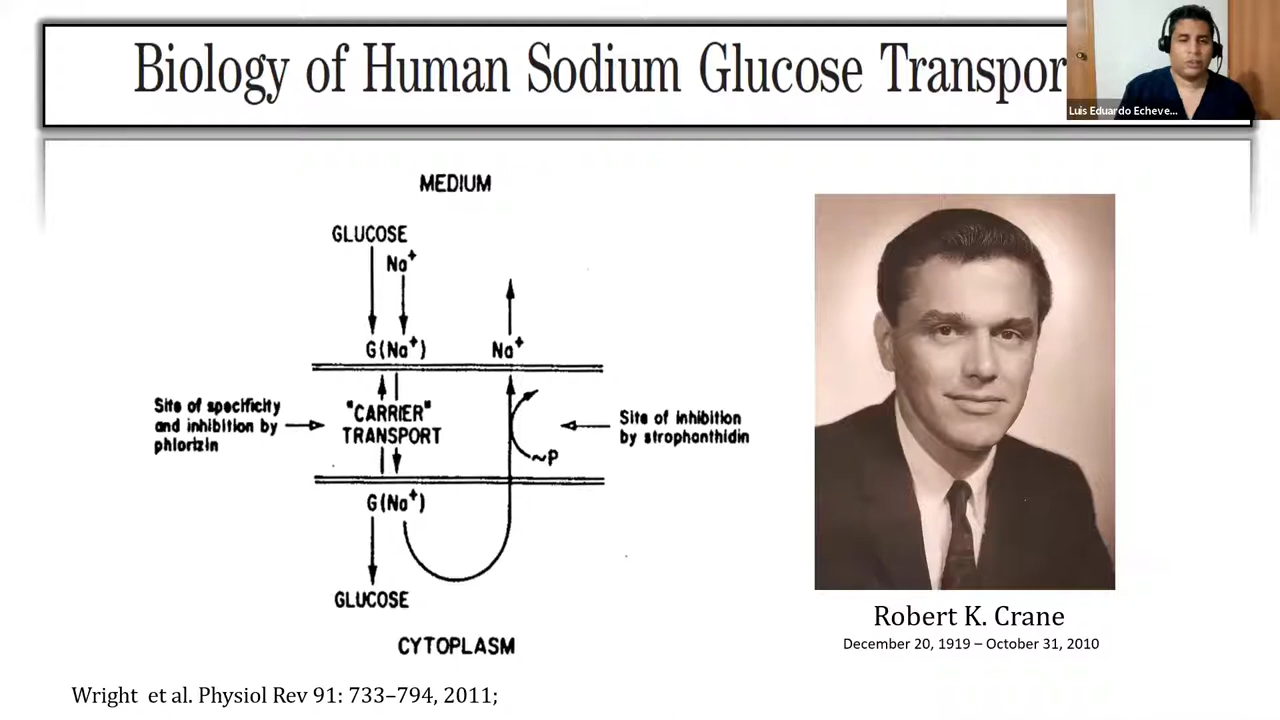 Biology of Human Sodium Glucose Transpor
Luis Eduardo Echeve...
MEDIUM
GLUCOSE
Na+
G(Na+)
Na+
Site of specificity
and inhibition by
phlorizin
"CARRIER"
TRANSPORT
~P
Site of inhibition
by strophanthidin
G(Na+)
GLUCOSE
CYTOPLASM
Robert K. Crane
December 20, 1919 – October 31, 2010
Wright et al. Physiol Rev 91: 733–794, 2011;